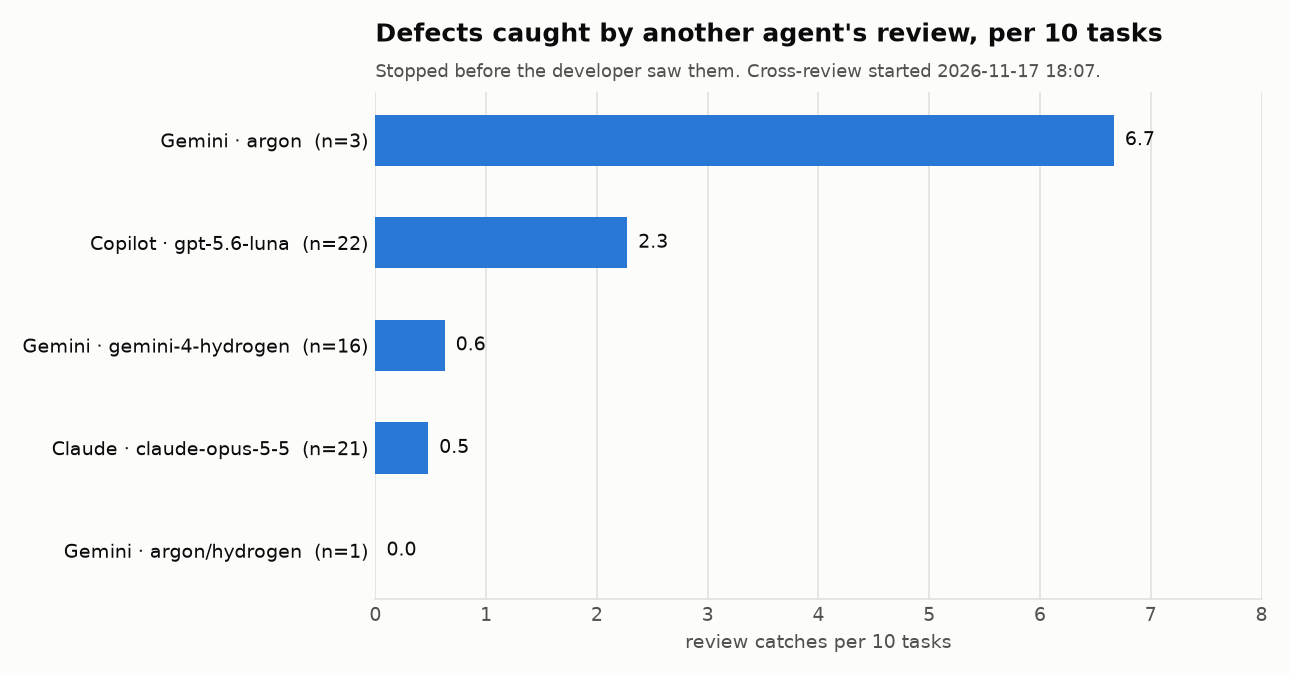 Defects caught by another agent's review, per 10 tasks
Stopped before the developer saw them. Cross-review started 2026-11-17 18:07.
Gemini · argon (n=3)
6.7
Copilot · gpt-5.6-luna (n=22)
2.3
Gemini · gemini-4-hydrogen (n=16)
0.6
Claude · claude-opus-5-5 (n=21)
0.5
Gemini · argon/hydrogen (n=1)
0.0
0 1 2 3 4 5 6 7 8
review catches per 10 tasks